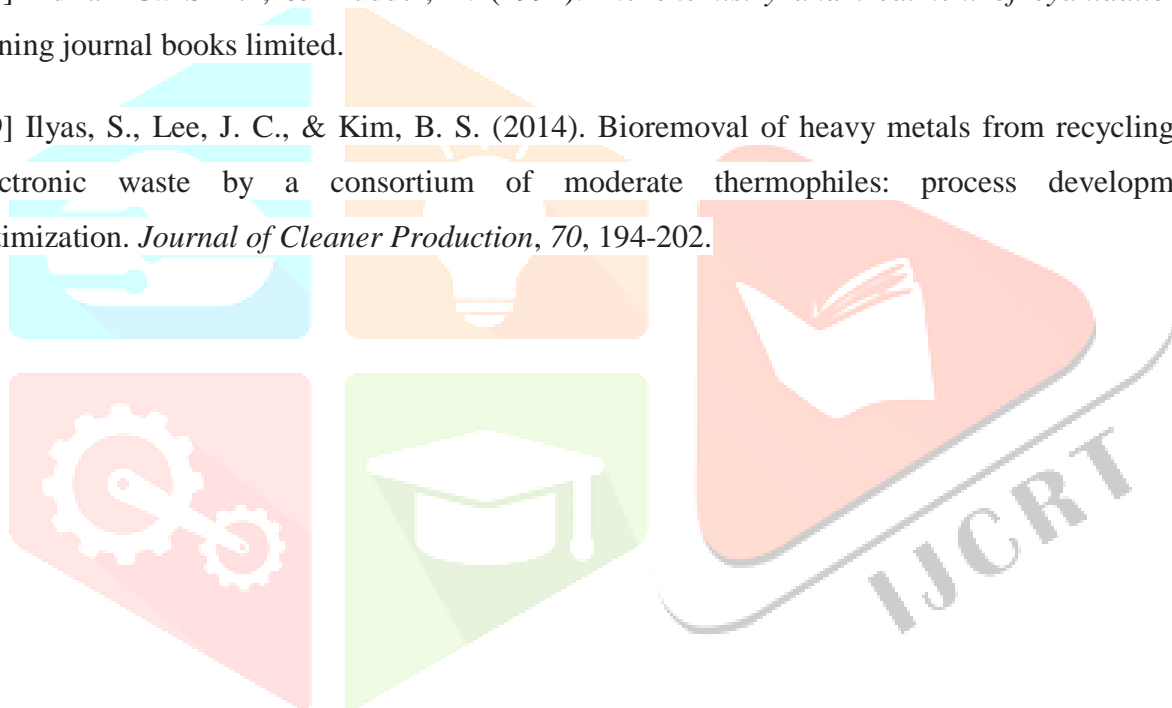 ning journal books limited.
] Ilyas, S., Lee, J. C., & Kim, B. S. (2014). Bioremoval of heavy metals from recycling
ctronic waste by a consortium of moderate thermophiles: process developm
timization. Journal of Cleaner Production, 70, 194-202.
IJCRT